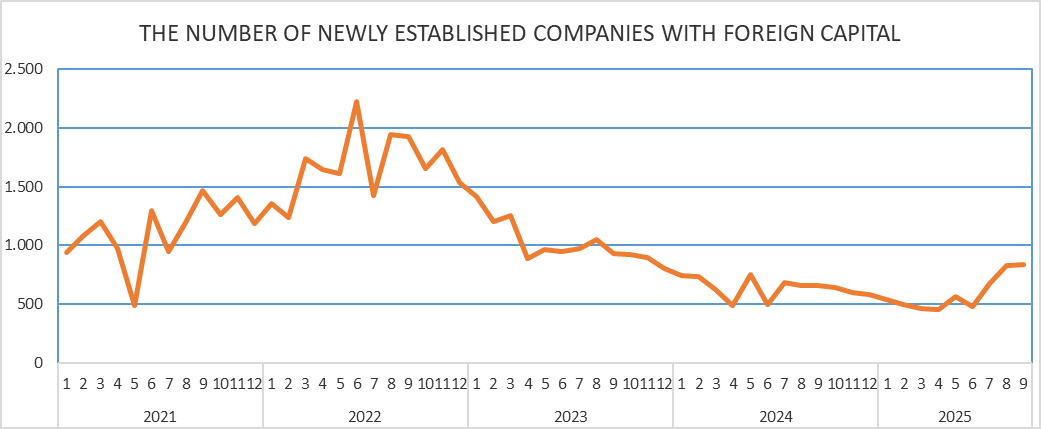 THE NUMBER OF NEWLY ESTABLISHED COMPANIES WITH FOREIGN CAPITAL
2.500
2.000
1.500
1.000
500
0
1 2 3 4 5 6 7 8 9 10 11 12 1 2 3 4 5 6 7 8 9 10 11 12 1 2 3 4 5 6 7 8 9 10 11 12 1 2 3 4 5 6 7 8 9 10 11 12 1 2 3 4 5 6 7 8 9
2021 2022 2023 2024 2025